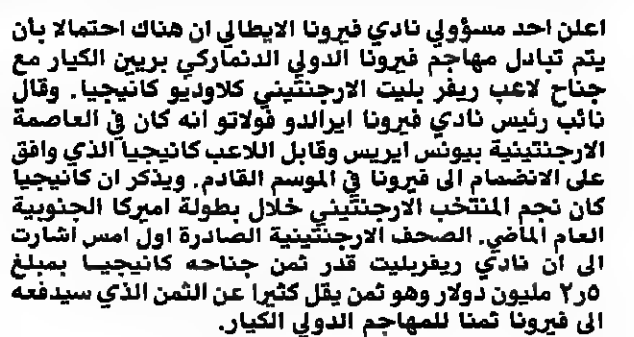 اعلن احد مسؤولي نادي فيرونا الايطالي ان هناك احتمالا بأن
يتم تبادل مهاجم فيرونا الدولي الدنماركي بريبن الكيار مع
جناح لاعب ريفر بليت الارجنتيني كلاوديو كانيجيا. وقال
نائب رئيس نادي فيرونا ايرالدو فولاتو انه كان في العاصمة
الارجنتينية بيونس ايريس وقابل اللاعب كانيجيا الذي وافق
على الانضمام الى فيرونا في الموسم القادم. ويذكر ان كانيجيا
كان نجم المنتخب الارجنتيني خلال بطولة اميركا الجنوبية
العام الماضي. الصحف الارجنتينية الصادرة اول امس اشارت
الى ان نادي ريفربليت قدر ثمن جناحه كانيجيا بمبلغ
٥ر٢ مليون دولار وهو ثمن يقل كثيرا عن الثمن الذي سيدفعه
الى فيرونا ثمنا للمهاجم الدولي الكيار.